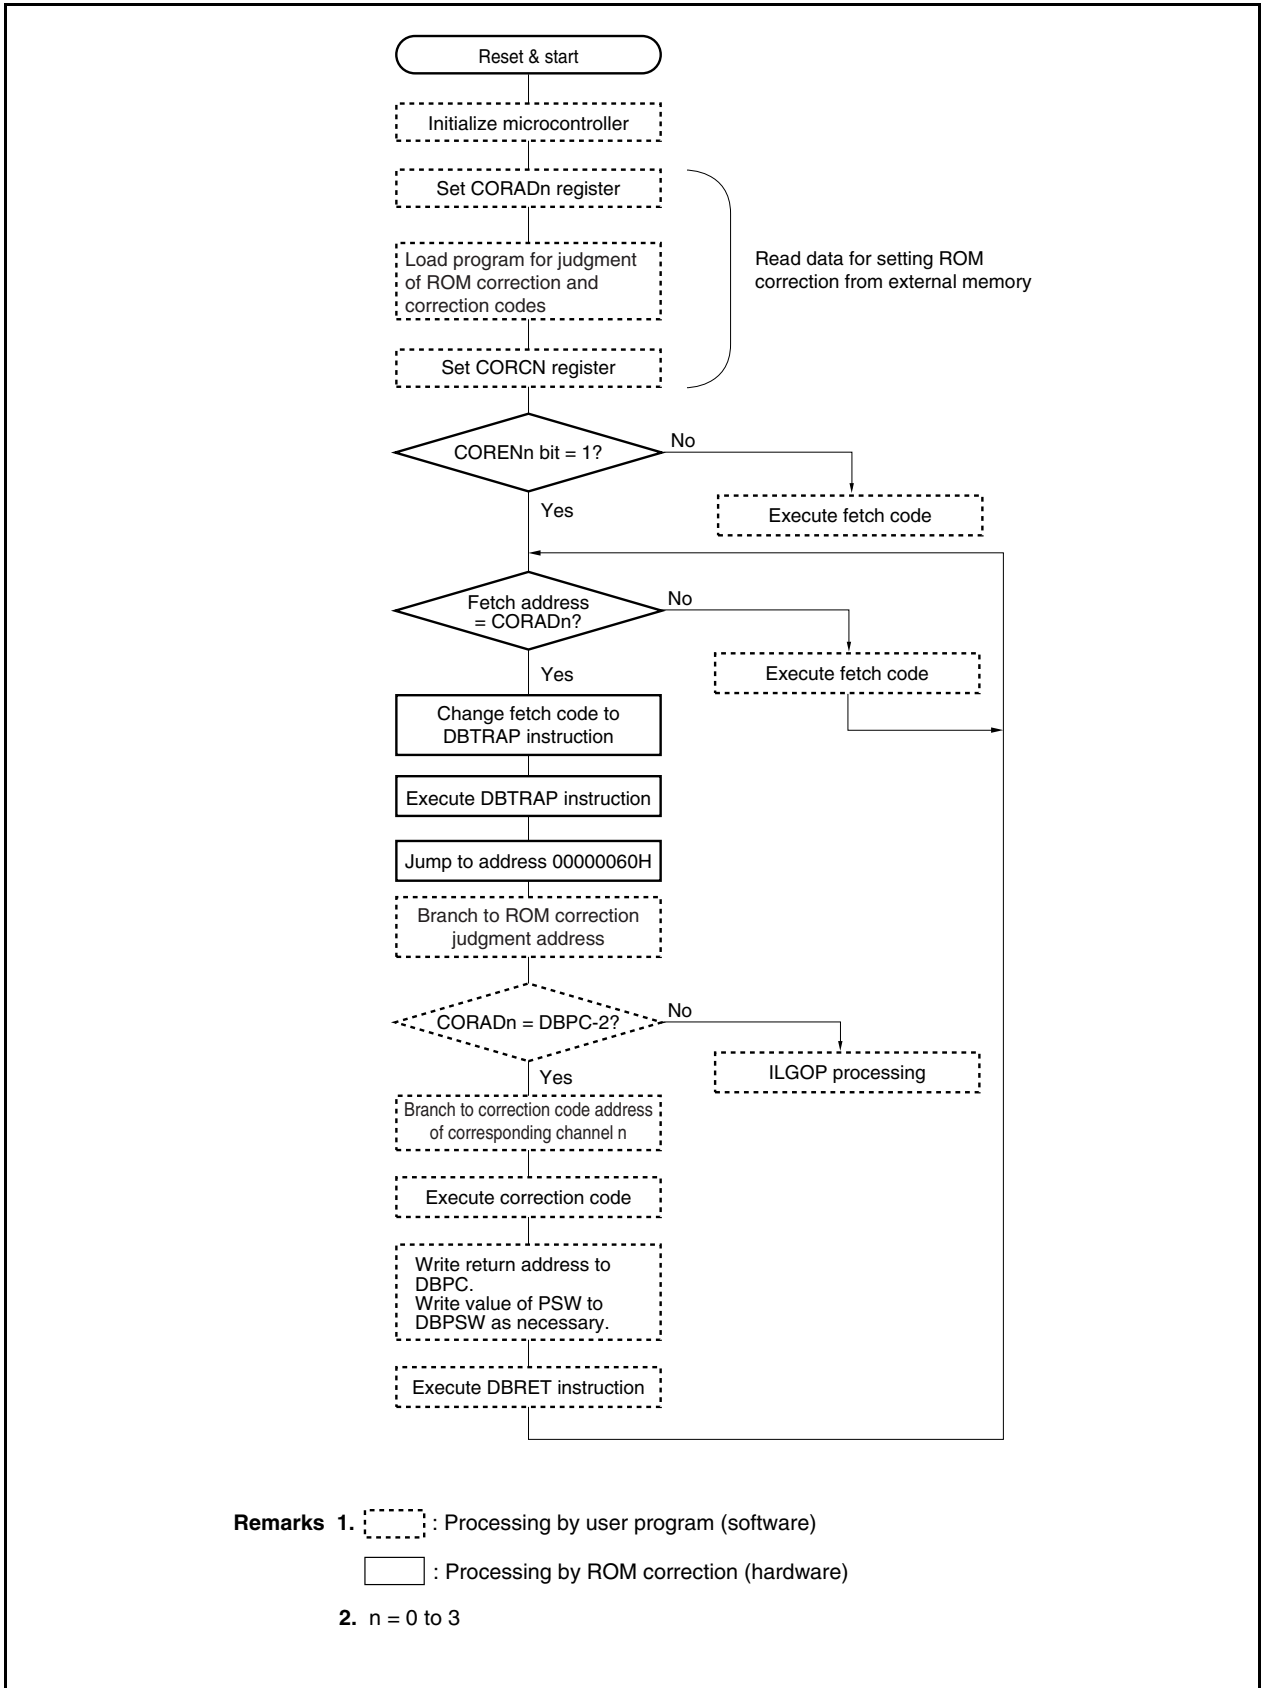 Reset & start
Initialize microcontroller
Set CORADn register
Load program for judgment
of ROM correction and
correction codes
Read data for setting ROM
correction from external memory
Set CORCN register
CORENn bit = 1?
No
Yes
Execute fetch code
Fetch address
= CORADn?
No
Yes
Execute fetch code
Change fetch code to
DBTRAP instruction
Execute DBTRAP instruction
Jump to address 00000060H
Branch to ROM correction
judgment address
CORADn = DBPC-2?
No
Yes
ILGOP processing
Branch to correction code address
of corresponding channel n
Execute correction code
Write return address to
DBPC.
Write value of PSW to
DBPSW as necessary.
Execute DBRET instruction
Remarks 1. : Processing by user program (software)
: Processing by ROM correction (hardware)
2. n = 0 to 3